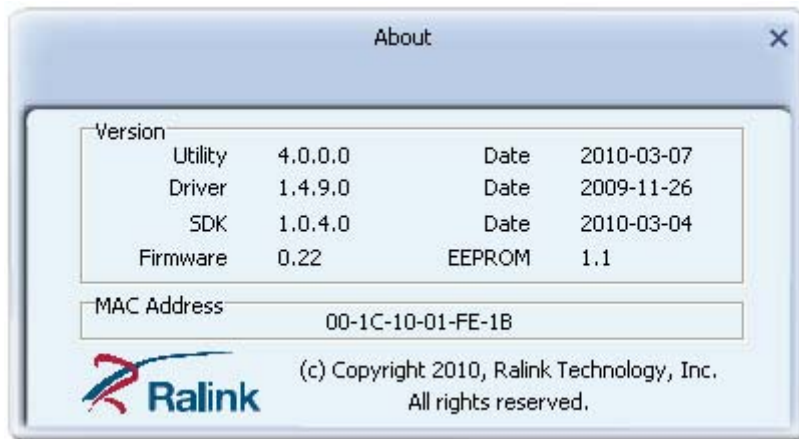 About
Version
Utility 4.0.0.0 Date 2010-03-07
Driver 1.4.9.0 Date 2009-11-26
SDK 1.0.4.0 Date 2010-03-04
Firmware 0.22 EEPROM 1.1
MAC Address
00-1C-10-01-FE-1B
Ralink
(c) Copyright 2010, Ralink Technology, Inc.
All rights reserved.